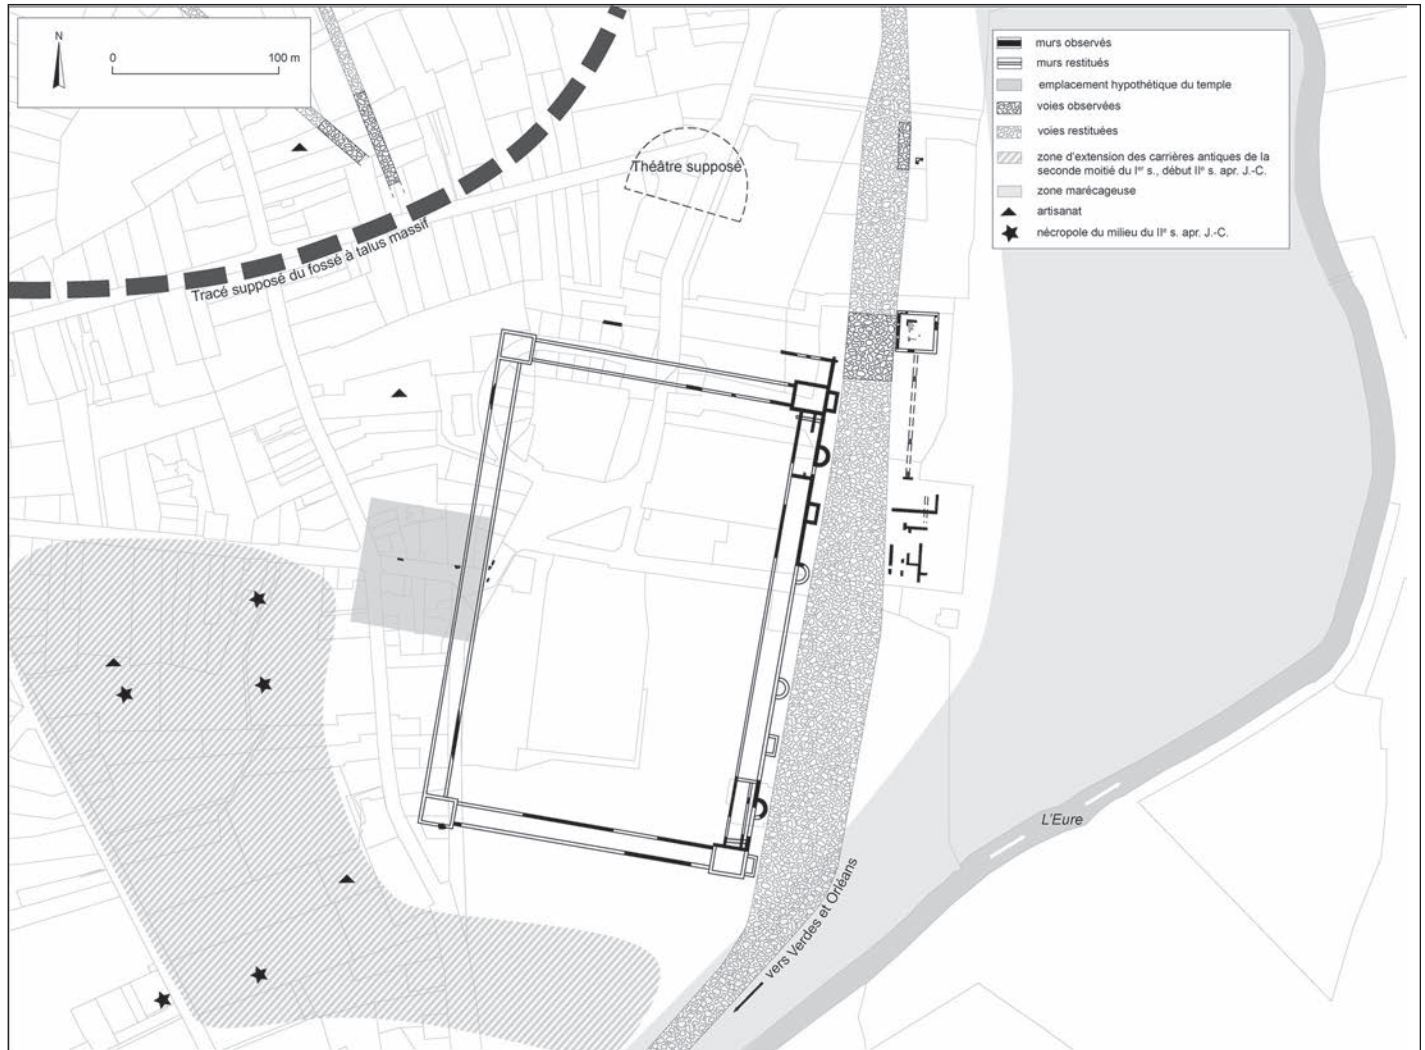 N
0 100 m
murs observés
murs restitués
emplacement hypothétique du temple
voies observées
voies restituées
zone d'extension des carrières antiques de la
seconde moitié du Ier s., début IIe s. apr. J.-C.
zone marécageuse
artisanat
nécropole du milieu du IIe s. apr. J.-C.
Théâtre supposé
Tracé supposé du fossé à talus massif
L'Eure
vers Verdes et Orléans